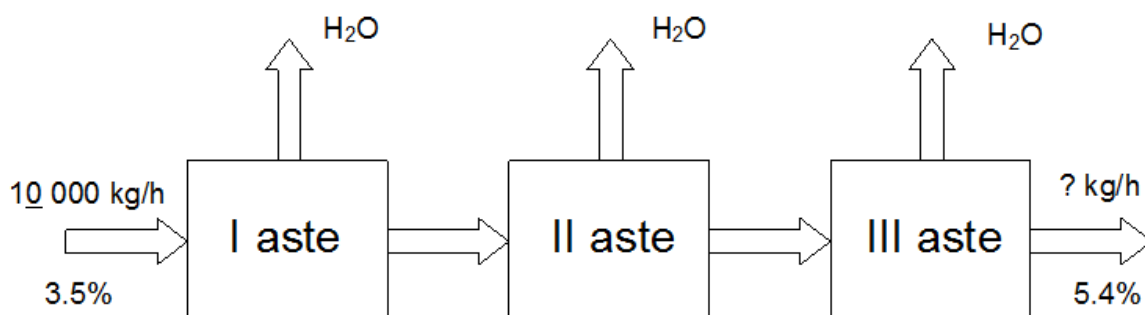 H₂O
H₂O
H₂O
10 000 kg/h
I aste
II aste
III aste
? kg/h
3.5%
5.4%